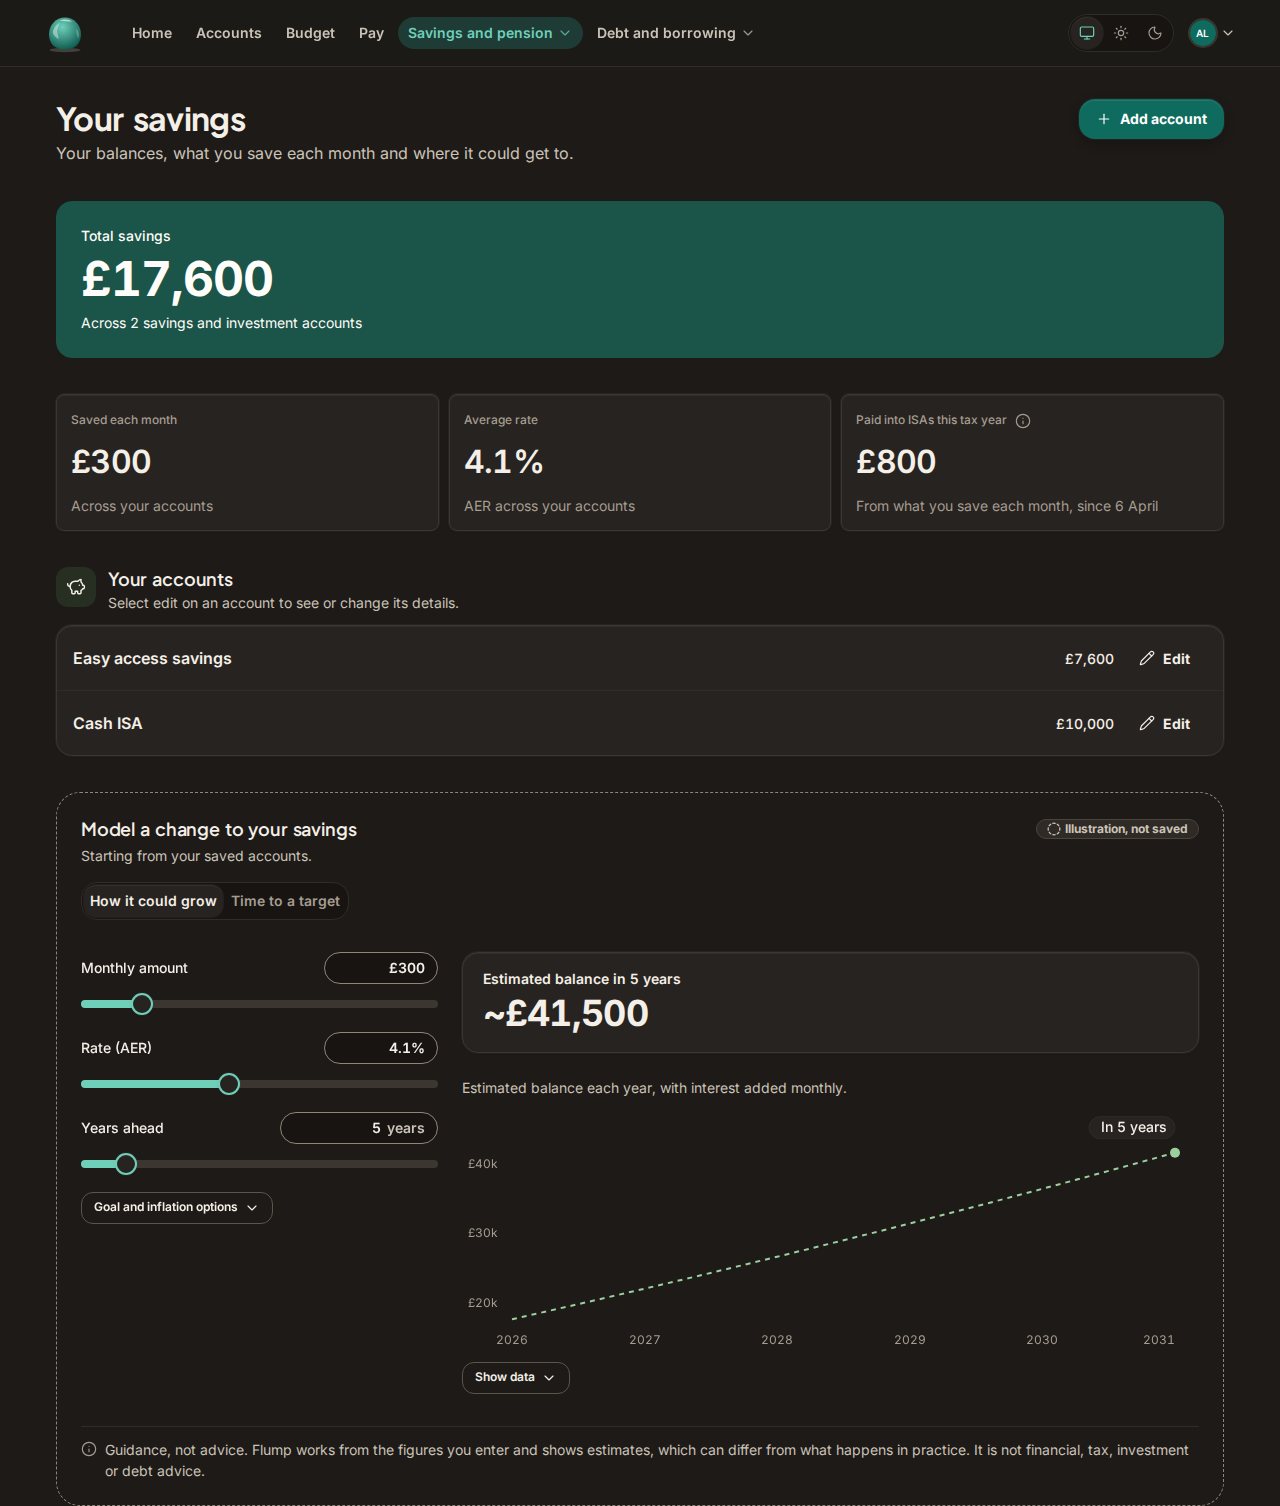 Home Accounts Budget Pay Savings and pension Debt and borrowing AL
Your savings
Add account
Your balances, what you save each month and where it could get to.
Total savings
£17,600
Across 2 savings and investment accounts
Saved each month
£300
Across your accounts
Average rate
4.1%
AER across your accounts
Paid into ISAs this tax year
£800
From what you save each month, since 6 April
Your accounts
Select edit on an account to see or change its details.
Easy access savings £7,600 Edit
Cash ISA £10,000 Edit
Model a change to your savings
Illustration, not saved
Starting from your saved accounts.
How it could grow Time to a target
Monthly amount £300
Rate (AER) 4.1%
Years ahead 5 years
Goal and inflation options
Estimated balance in 5 years
~£41,500
Estimated balance each year, with interest added monthly.
In 5 years
£40k
£30k
£20k
2026 2027 2028 2029 2030 2031
Show data
Guidance, not advice. Flump works from the figures you enter and shows estimates, which can differ from what happens in practice. It is not financial, tax, investment
or debt advice.